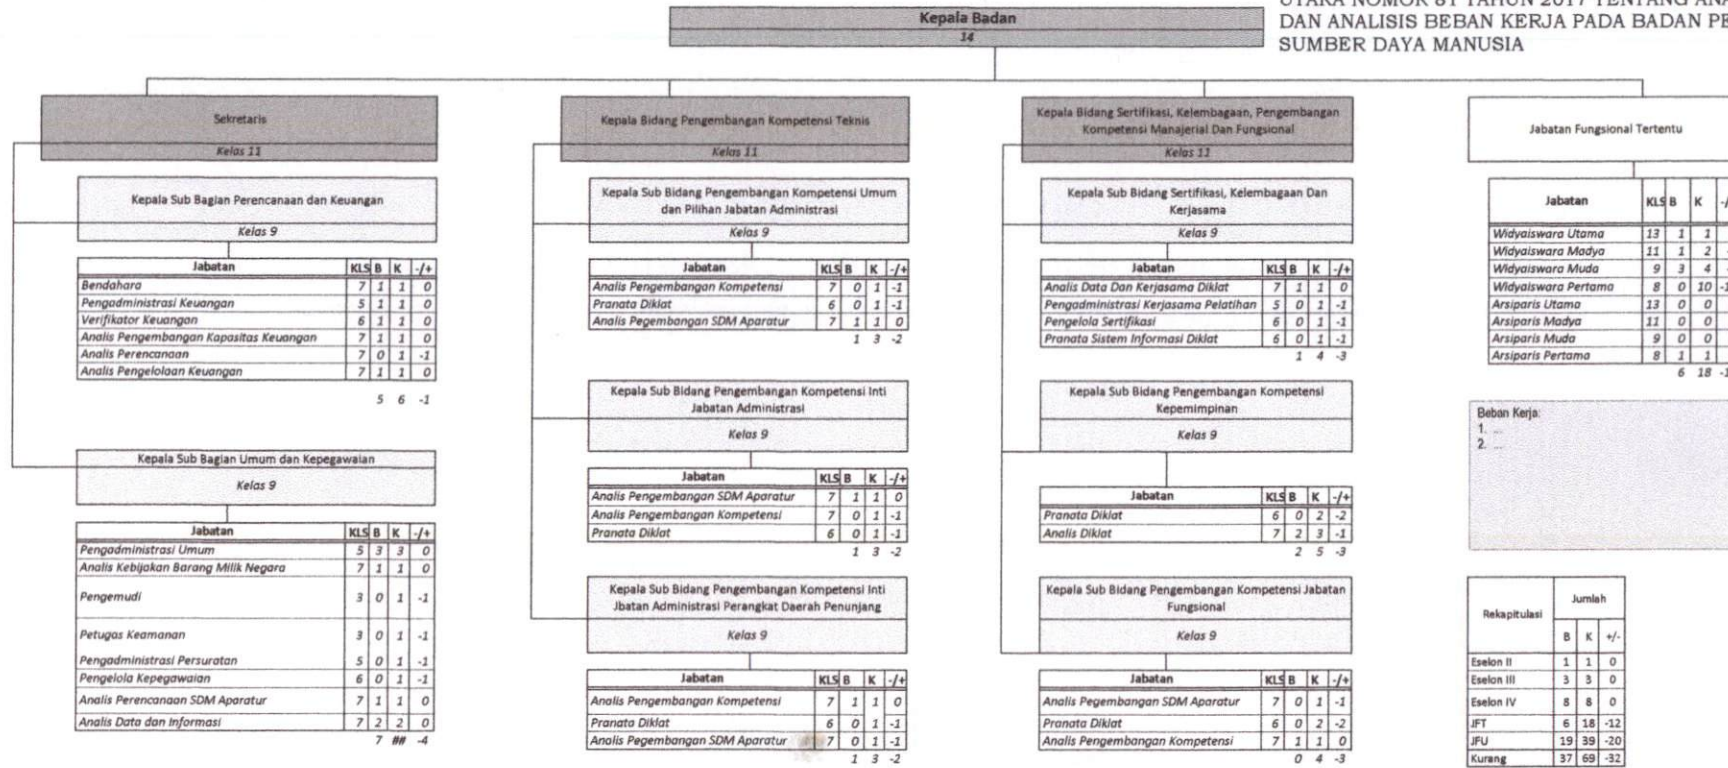 UTARA NOMOR 81 TAHUN 2017 TENTANG ANA
DAN ANALISIS BEBAN KERJA PADA BADAN PE
SUMBER DAYA MANUSIA
Kepala Badan
14
Sekretaris
Kelas 11
Kepala Sub Bagian Perencanaan dan Keuangan
Kelas 9
Jabatan KLS B K -/+
Bendahara 7 1 1 0
Pengadministrasi Keuangan 5 1 1 0
Verifikator Keuangan 6 1 1 0
Analis Pengembangan Kapasitas Keuangan 7 1 1 0
Analis Perencanaan 7 0 1 -1
Analis Pengelolaan Keuangan 7 1 1 0
5 6 -1
Kepala Sub Bagian Umum dan Kepegawaian
Kelas 9
Jabatan KLS B K -/+
Pengadministrasi Umum 5 3 3 0
Analis Kebijakan Barang Milik Negara 7 1 1 0
Pengemudi 3 0 1 -1
Petugas Keamanan 3 0 1 -1
Pengadministrasi Persuratan 5 0 1 -1
Pengelola Kepegawaian 6 0 1 -1
Analis Perencanaan SDM Aparatur 7 1 1 0
Analis Data dan Informasi 7 2 2 0
7 ## -4
Kepala Bidang Pengembangan Kompetensi Teknis
Kelas 11
Kepala Sub Bidang Pengembangan Kompetensi Umum
dan Pilihan Jabatan Administrasi
Kelas 9
Jabatan KLS B K -/+
Analis Pengembangan Kompetensi 7 0 1 -1
Pranata Diklat 6 0 1 -1
Analis Pegembangan SDM Aparatur 7 1 1 0
1 3 -2
Kepala Sub Bidang Pengembangan Kompetensi Inti
Jabatan Administrasi
Kelas 9
Jabatan KLS B K -/+
Analis Pengembangan SDM Aparatur 7 1 1 0
Analis Pengembangan Kompetensi 7 0 1 -1
Pranata Diklat 6 0 1 -1
1 3 -2
Kepala Sub Bidang Pengembangan Kompetensi Inti
Jbatan Administrasi Perangkat Daerah Penunjang
Kelas 9
Jabatan KLS B K -/+
Analis Pengembangan Kompetensi 7 1 1 0
Pranata Diklat 6 0 1 -1
Analis Pegembangan SDM Aparatur 7 0 1 -1
1 3 -2
Kepala Bidang Sertifikasi, Kelembagaan, Pengembangan
Kompetensi Manajerial Dan Fungsional
Kelas 11
Kepala Sub Bidang Sertifikasi, Kelembagaan Dan
Kerjasama
Kelas 9
Jabatan KLS B K -/+
Analis Data Dan Kerjasama Diklat 7 1 1 0
Pengadministrasi Kerjasama Pelatihan 5 0 1 -1
Pengelola Sertifikasi 6 0 1 -1
Pranata Sistem Informasi Diklat 6 0 1 -1
1 4 -3
Kepala Sub Bidang Pengembangan Kompetensi
Kepemimpinan
Kelas 9
Jabatan KLS B K -/+
Pranata Diklat 6 0 2 -2
Analis Diklat 7 2 3 -1
2 5 -3
Kepala Sub Bidang Pengembangan Kompetensi Jabatan
Fungsional
Kelas 9
Jabatan KLS B K -/+
Analis Pegembangan SDM Aparatur 7 0 1 -1
Pranata Diklat 6 0 2 -2
Analis Pengembangan Kompetensi 7 1 1 0
0 4 -3
Jabatan Fungsional Tertentu
Jabatan KLS B K -/
Widyaiswara Utama 13 1 1
Widyaiswara Madya 11 1 2 -
Widyaiswara Muda 9 3 4 -
Widyaiswara Pertama 8 0 10 -1
Arsiparis Utama 13 0 0
Arsiparis Madya 11 0 0
Arsiparis Muda 9 0 0
Arsiparis Pertama 8 1 1
6 18 -1
Beban Kerja:
1. ...
2. ...
Rekapitulasi Jumlah
B K +/-
Eselon II 1 1 0
Eselon III 3 3 0
Eselon IV 8 8 0
JFT 6 18 -12
JFU 19 39 -20
Kurang 37 69 -32